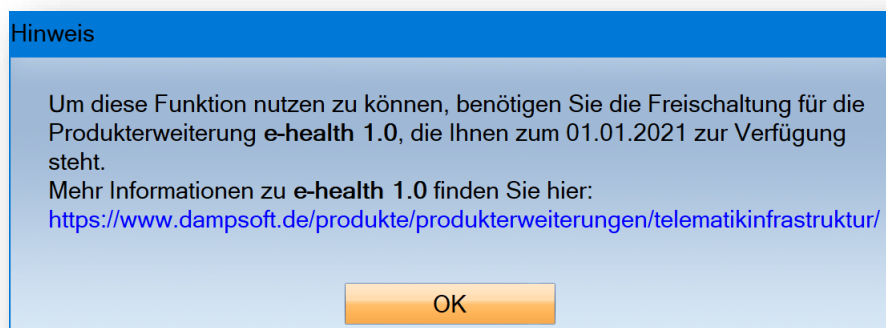 Hinweis
Um diese Funktion nutzen zu können, benötigen Sie die Freischaltung für die
Produkterweiterung e-health 1.0, die Ihnen zum 01.01.2021 zur Verfügung
steht.
Mehr Informationen zu e-health 1.0 finden Sie hier:
https://www.dampsoft.de/produkte/produkterweiterungen/telematikinfrastruktur/
OK